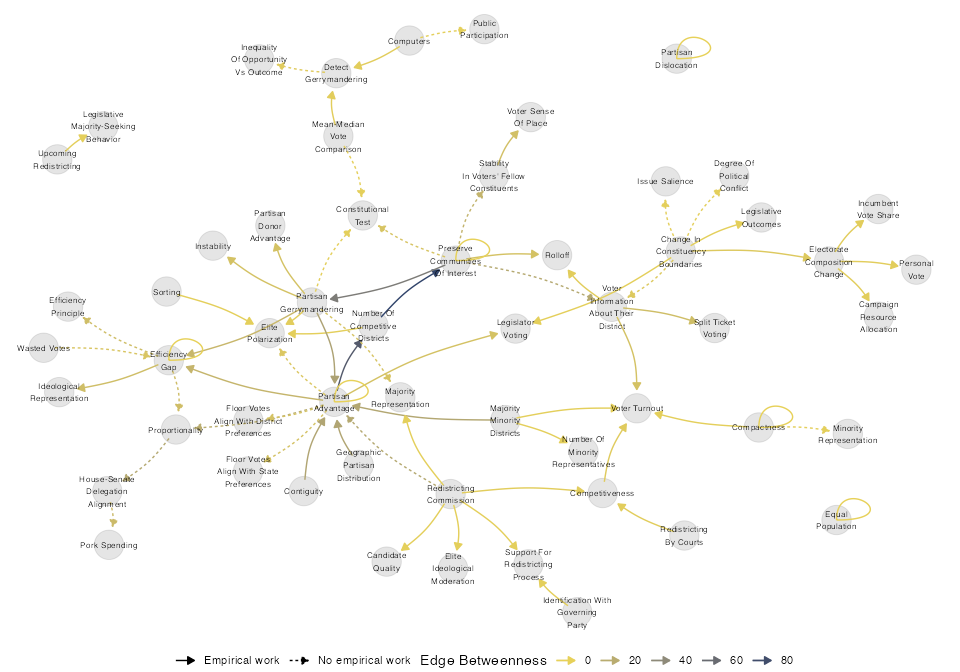 Public
Participation
Computers
Inequality
Of Opportunity
Vs Outcome
Detect
Gerrymandering
Partisan
Dislocation
Legislative
Majority-Seeking
Behavior
Upcoming
Redistricting
Mean-Median
Vote
Comparison
Voter Sense
Of Place
Stability
In Voters' Fellow
Constituents
Issue Salience
Degree Of
Political
Conflict
Constitutional
Test
Partisan
Donor
Advantage
Instability
Legislative
Outcomes
Incumbent
Vote Share
Preserve
Communities
Of Interest
Rolloff
Change In
Constituency
Boundaries
Electorate
Composition
Change
Personal
Vote
Campaign
Resource
Allocation
Sorting
Efficiency
Principle
Partisan
Gerrymandering
Elite
Polarization
Number Of
Competitive
Districts
Voter
Information
About Their
District
Legislator
Voting
Split Ticket
Voting
Wasted Votes
Efficiency
Gap
Ideological
Representation
Partisan
Advantage
Majority
Representation
Floor Votes
Align With District
Preferences
Proportionality
Majority
Minority
Districts
Voter Turnout
Compactness
Minority
Representation
Number Of
Minority
Representatives
Floor Votes
Align With State
Preferences
Geographic
Partisan
Distribution
Contiguity
House-Senate
Delegation
Alignment
Redistricting
Commission
Competitiveness
Equal
Population
Redistricting
By Courts
Pork Spending
Candidate
Quality
Elite
Ideological
Moderation
Support For
Redistricting
Process
Identification With
Governing
Party
Empirical work No empirical work Edge Betweenness 0 20 40 60 80